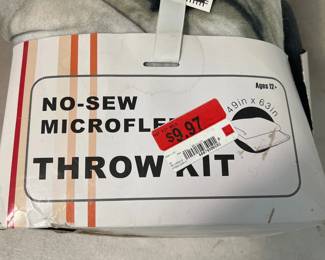 Ages 12+
NO-SEW
49in x 63in
MICROFLE
$9.97
THROW KIT